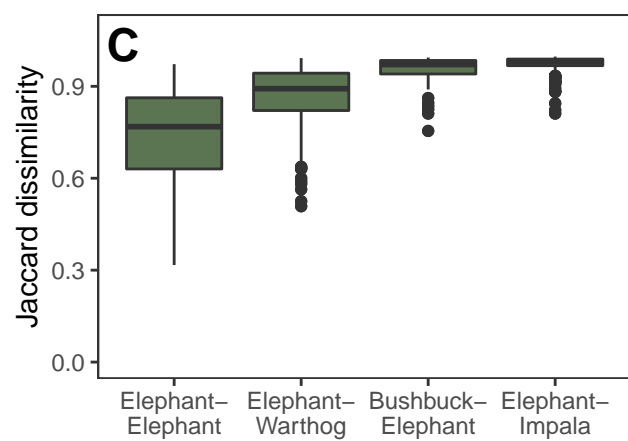 C
Jaccard dissimilarity
0.9
0.6
0.3
0.0
Elephant–
Elephant
Elephant–
Warthog
Bushbuck–
Elephant
Elephant–
Impala